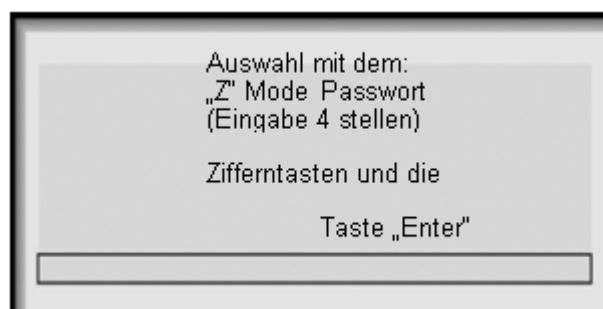 Auswahl mit dem:
„Z" Mode Passwort
(Eingabe 4 stellen)
Zifferntasten und die
Taste „Enter"